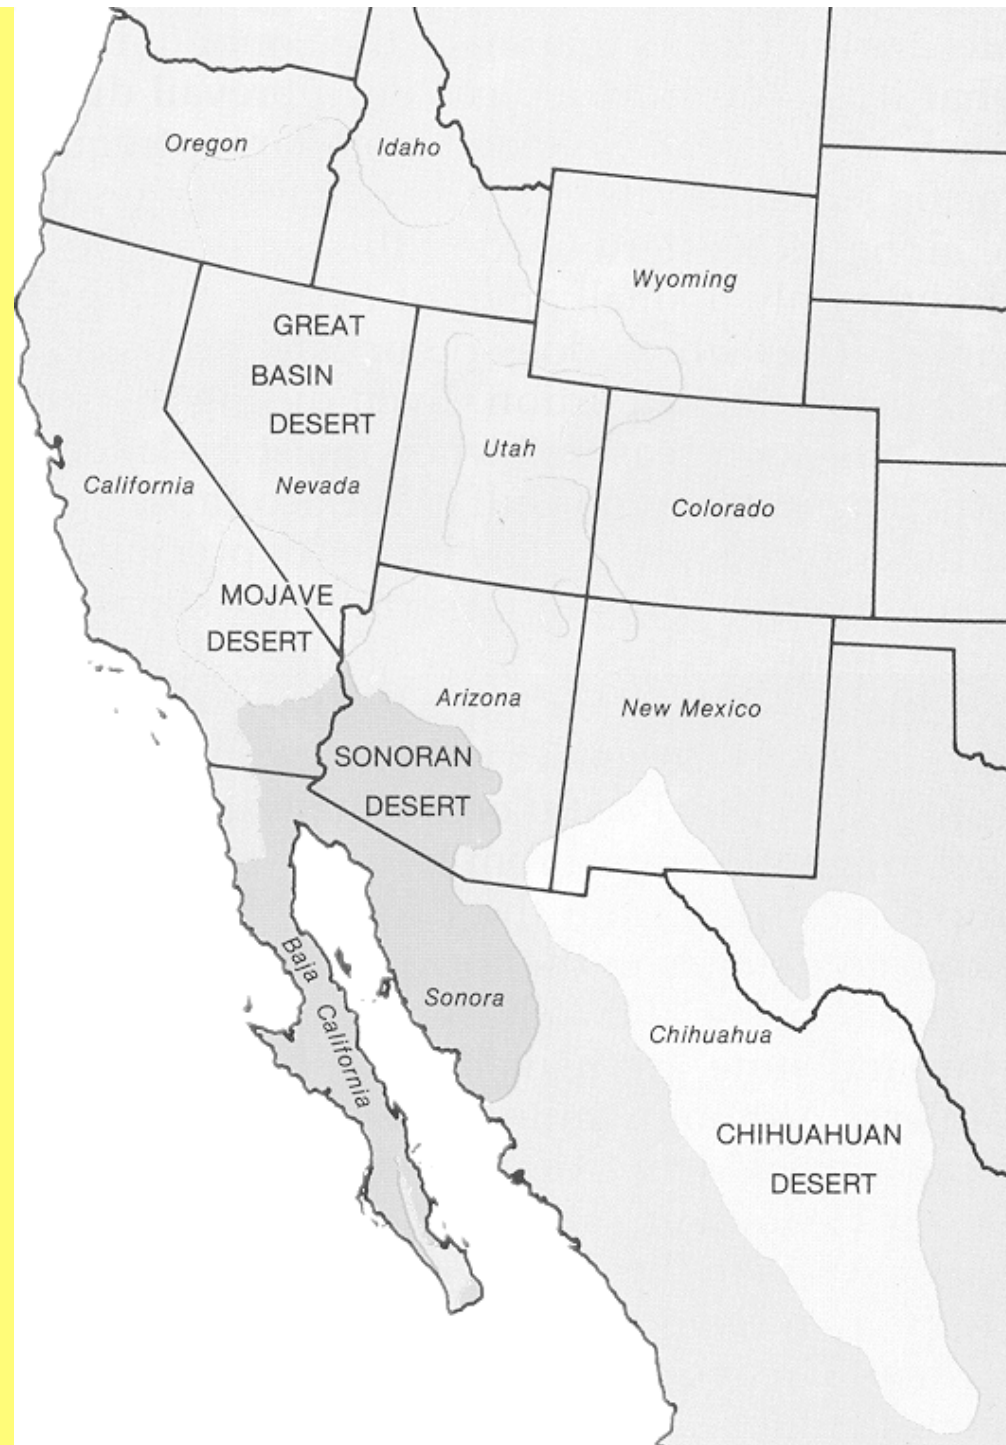 Oregon
Idaho
Wyoming
GREAT
BASIN
DESERT
Utah
California
Nevada
Colorado
MOJAVE
DESERT
Arizona
New Mexico
SONORAN
DESERT
Baja
California
Sonora
Chihuahua
CHIHUAHUAN
DESERT